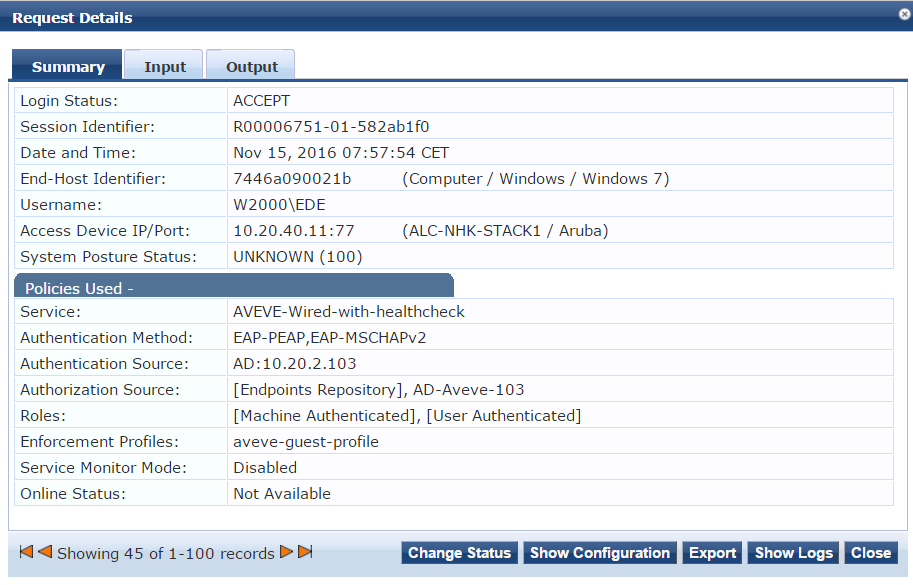 Request Details
Summary Input Output
Login Status: ACCEPT
Session Identifier: R00006751-01-582ab1f0
Date and Time: Nov 15, 2016 07:57:54 CET
End-Host Identifier: 7446a090021b (Computer / Windows / Windows 7)
Username: W2000\EDE
Access Device IP/Port: 10.20.40.11:77 (ALC-NHK-STACK1 / Aruba)
System Posture Status: UNKNOWN (100)
Policies Used -
Service: AVEVE-Wired-with-healthcheck
Authentication Method: EAP-PEAP,EAP-MSCHAPv2
Authentication Source: AD:10.20.2.103
Authorization Source: [Endpoints Repository], AD-Aveve-103
Roles: [Machine Authenticated], [User Authenticated]
Enforcement Profiles: aveve-guest-profile
Service Monitor Mode: Disabled
Online Status: Not Available
Showing 45 of 1-100 records Change Status Show Configuration Export Show Logs Close